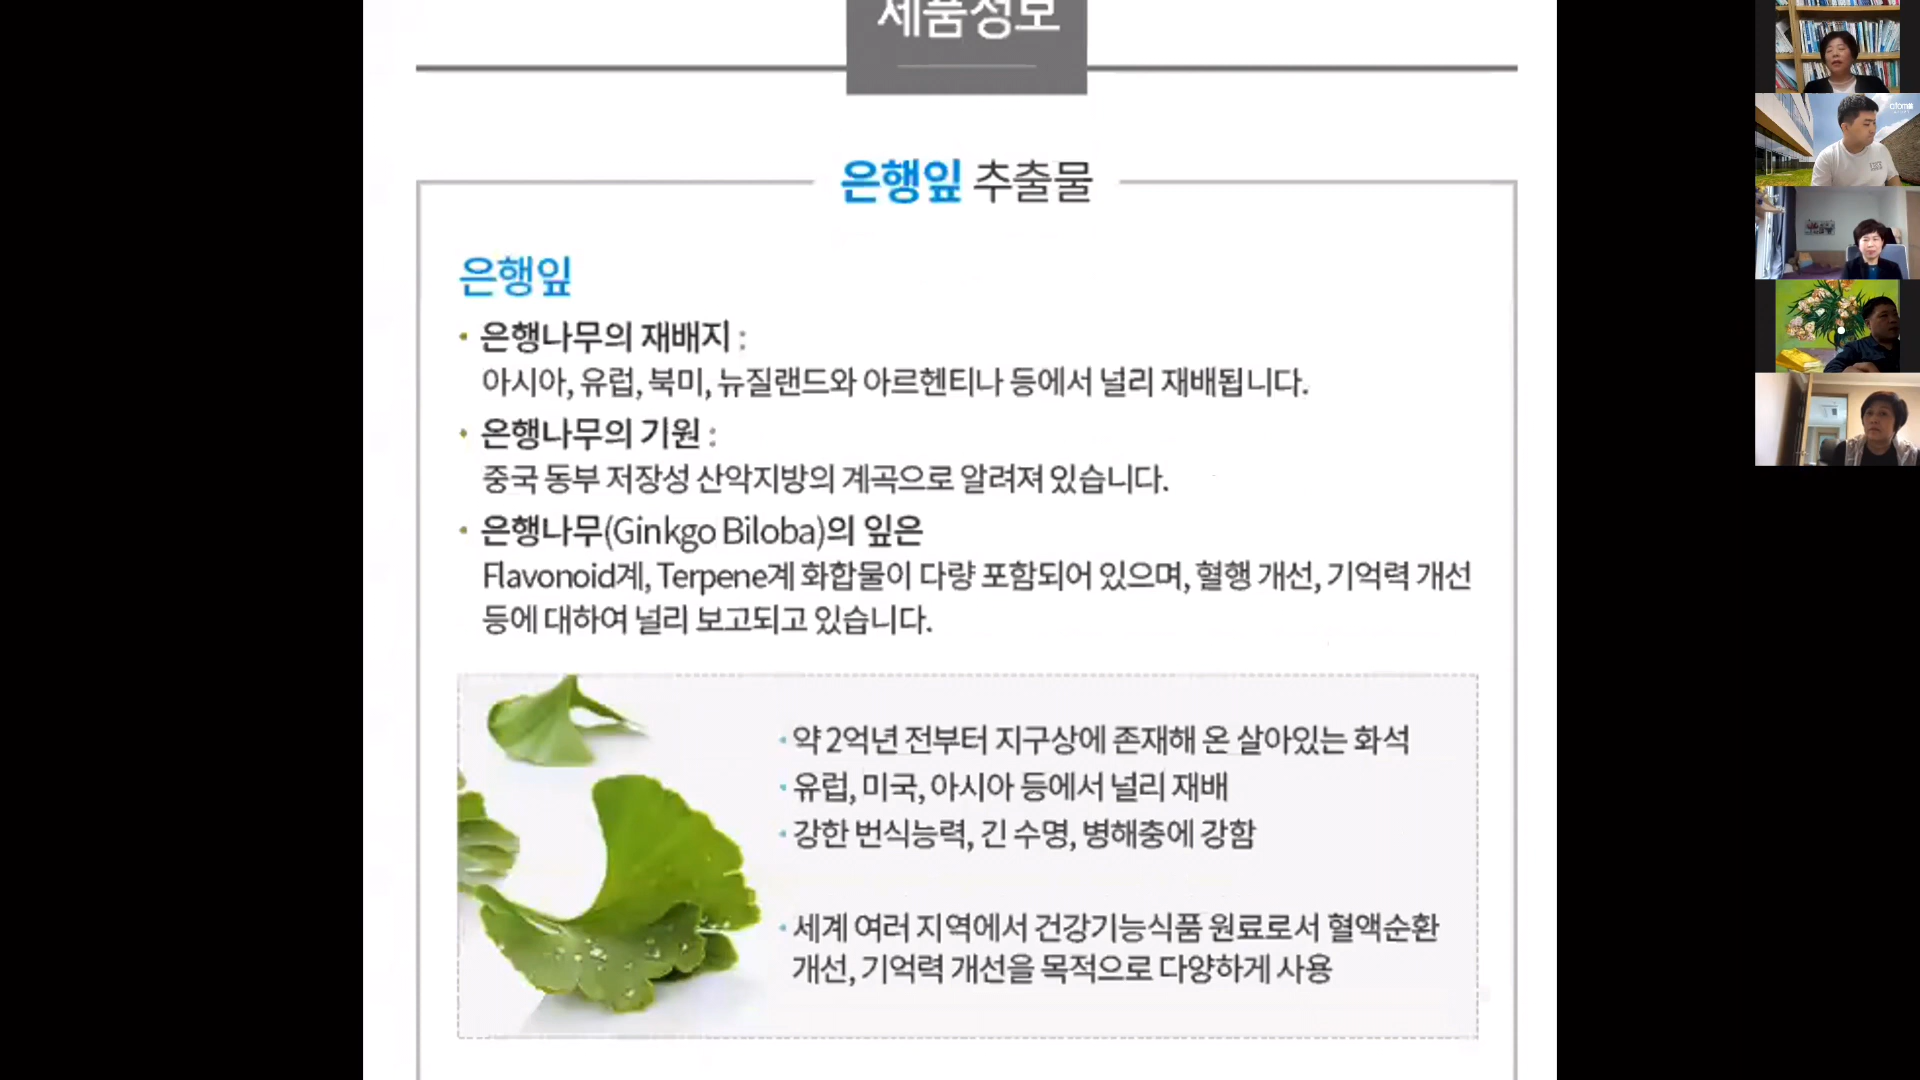 제품정보
은행잎 추출물
은행잎
• 은행나무의 재배지 :
아시아, 유럽, 북미, 뉴질랜드와 아르헨티나 등에서 널리 재배됩니다.
• 은행나무의 기원 :
중국 동부 저장성 산악지방의 계곡으로 알려져 있습니다.
• 은행나무(Ginkgo Biloba)의 잎은
Flavonoid계, Terpene계 화합물이 다량 포함되어 있으며, 혈행 개선, 기억력 개선
등에 대하여 널리 보고되고 있습니다.
· 약 2억년 전부터 지구상에 존재해 온 살아있는 화석
· 유럽, 미국, 아시아 등에서 널리 재배
· 강한 번식능력, 긴 수명, 병해충에 강함
· 세계 여러 지역에서 건강기능식품 원료로서 혈액순환
개선, 기억력 개선을 목적으로 다양하게 사용
atomy